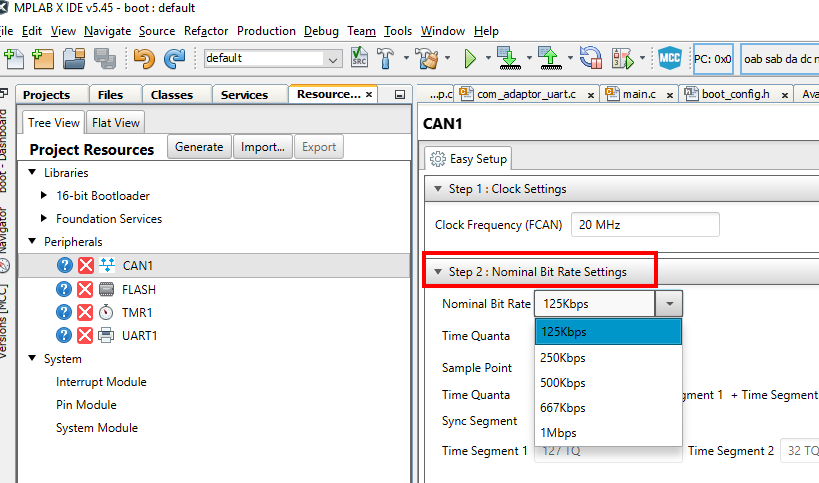 MPLAB X IDE v5.45 - boot : default
File Edit View Navigate Source Refactor Production Debug Team Tools Window Help
default
SRC
MCC
PC: 0x0
oab sab da dc n
Projects
Files
Classes
Services
Resource... ×
...p.c
com_adaptor_uart.c ×
main.c ×
boot_config.h ×
Ava
Tree View
Flat View
CAN1
Project Resources
Generate
Import...
Export
Easy Setup
Libraries
16-bit Bootloader
Foundation Services
Peripherals
CAN1
FLASH
TMR1
UART1
System
Interrupt Module
Pin Module
System Module
Step 1 : Clock Settings
Clock Frequency (FCAN)
20 MHz
Step 2 : Nominal Bit Rate Settings
Nominal Bit Rate
125Kbps
125Kbps
250Kbps
500Kbps
667Kbps
1Mbps
Time Quanta
Sample Point
Time Quanta
gment 1 + Time Segment
Sync Segment
Time Segment 1
127 TQ
Time Segment 2
32 TQ
boot - Dashboard
Navigator
Versions [MCC]